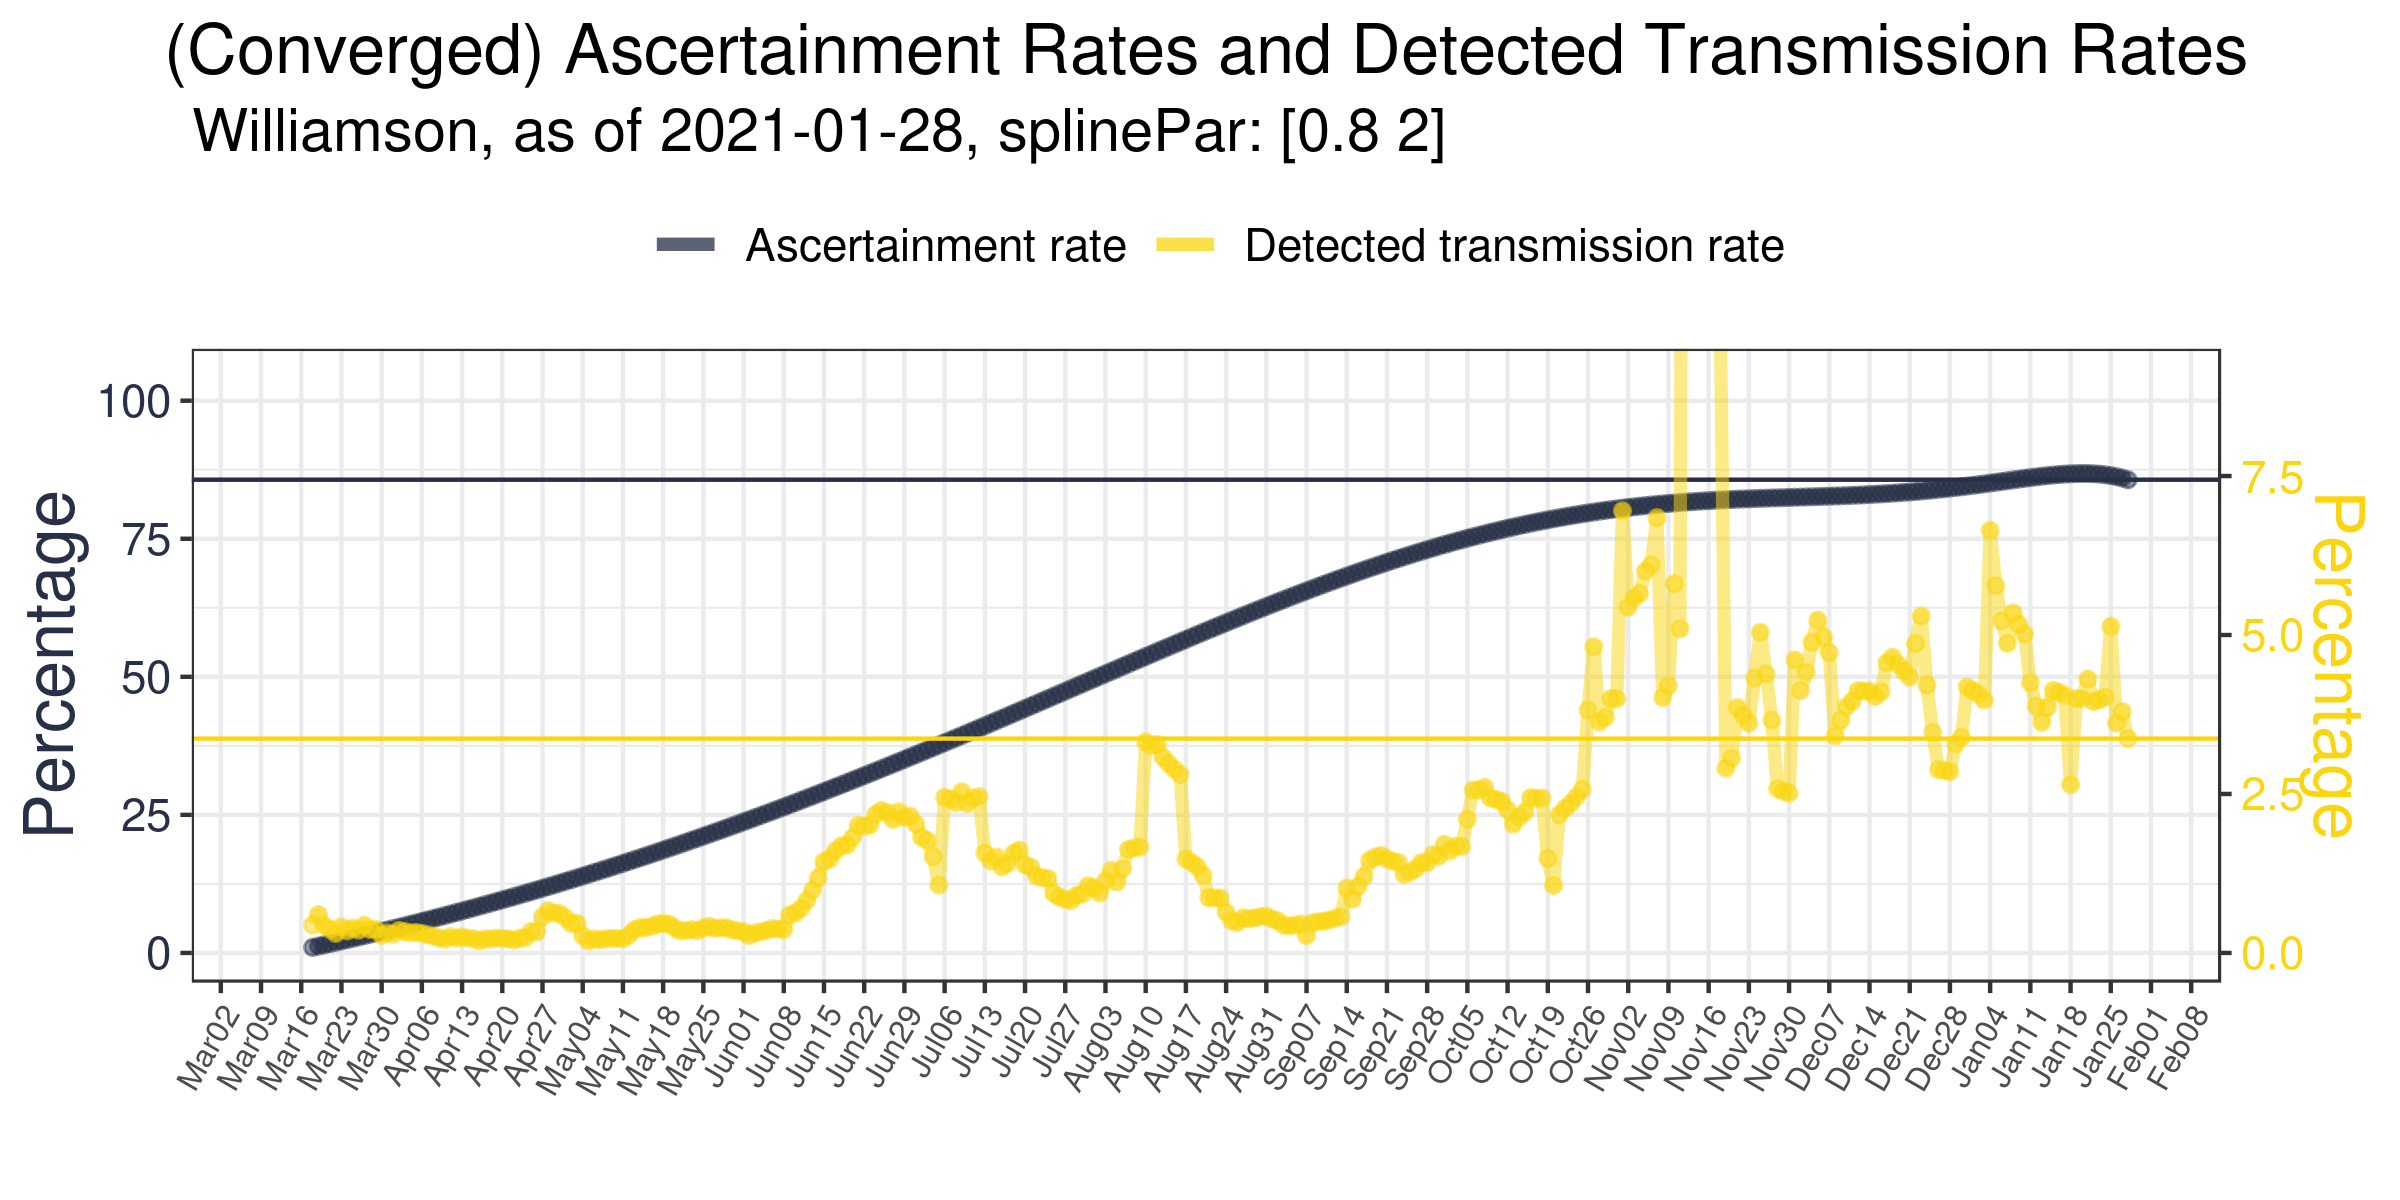 (Converged) Ascertainment Rates and Detected Transmission Rates
Williamson, as of 2021-01-28, splinePar: [0.8 2]
Ascertainment rate Detected transmission rate
Percentage
100
75
50
25
0
7.5
5.0
2.5
0.0
Percentage
Mar02 Mar09 Mar16 Mar23 Mar30 Apr06 Apr13 Apr20 Apr27 May04 May11 May18 May25 Jun01 Jun08 Jun15 Jun22 Jun29 Jul06 Jul13 Jul20 Jul27 Aug03 Aug10 Aug17 Aug24 Aug31 Sep07 Sep14 Sep21 Sep28 Oct05 Oct12 Oct19 Oct26 Nov02 Nov09 Nov16 Nov23 Nov30 Dec07 Dec14 Dec21 Dec28 Jan04 Jan11 Jan18 Jan25 Feb01 Feb08